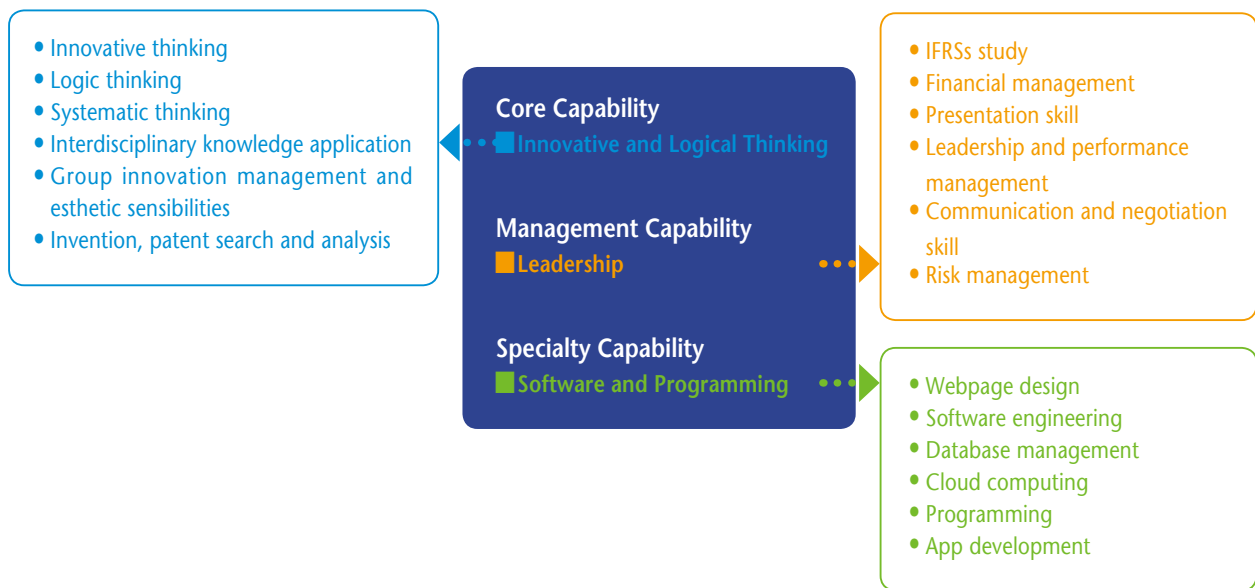 • Innovative thinking
• Logic thinking
• Systematic thinking
• Interdisciplinary knowledge application
• Group innovation management and
esthetic sensibilities
• Invention, patent search and analysis
Core Capability
Innovative and Logical Thinking
Management Capability
Leadership
Specialty Capability
Software and Programming
• IFRSs study
• Financial management
• Presentation skill
• Leadership and performance
management
• Communication and negotiation
skill
• Risk management
• Webpage design
• Software engineering
• Database management
• Cloud computing
• Programming
• App development